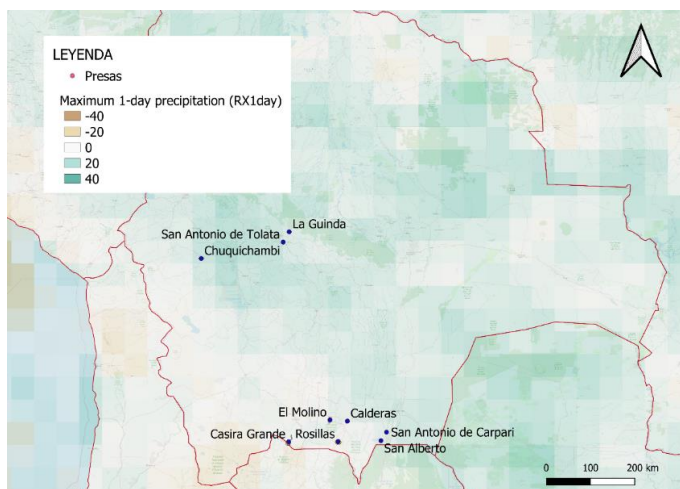 LEYENDA
Presas
Maximum 1-day precipitation (RX1day)
-40
-20
0
20
40
La Guinda
San Antonio de Tolata
Chuquichambi
El Molino
Calderas
San Antonio de Carpari
Casira Grande
Rosillas
San Alberto
0 100 200 km